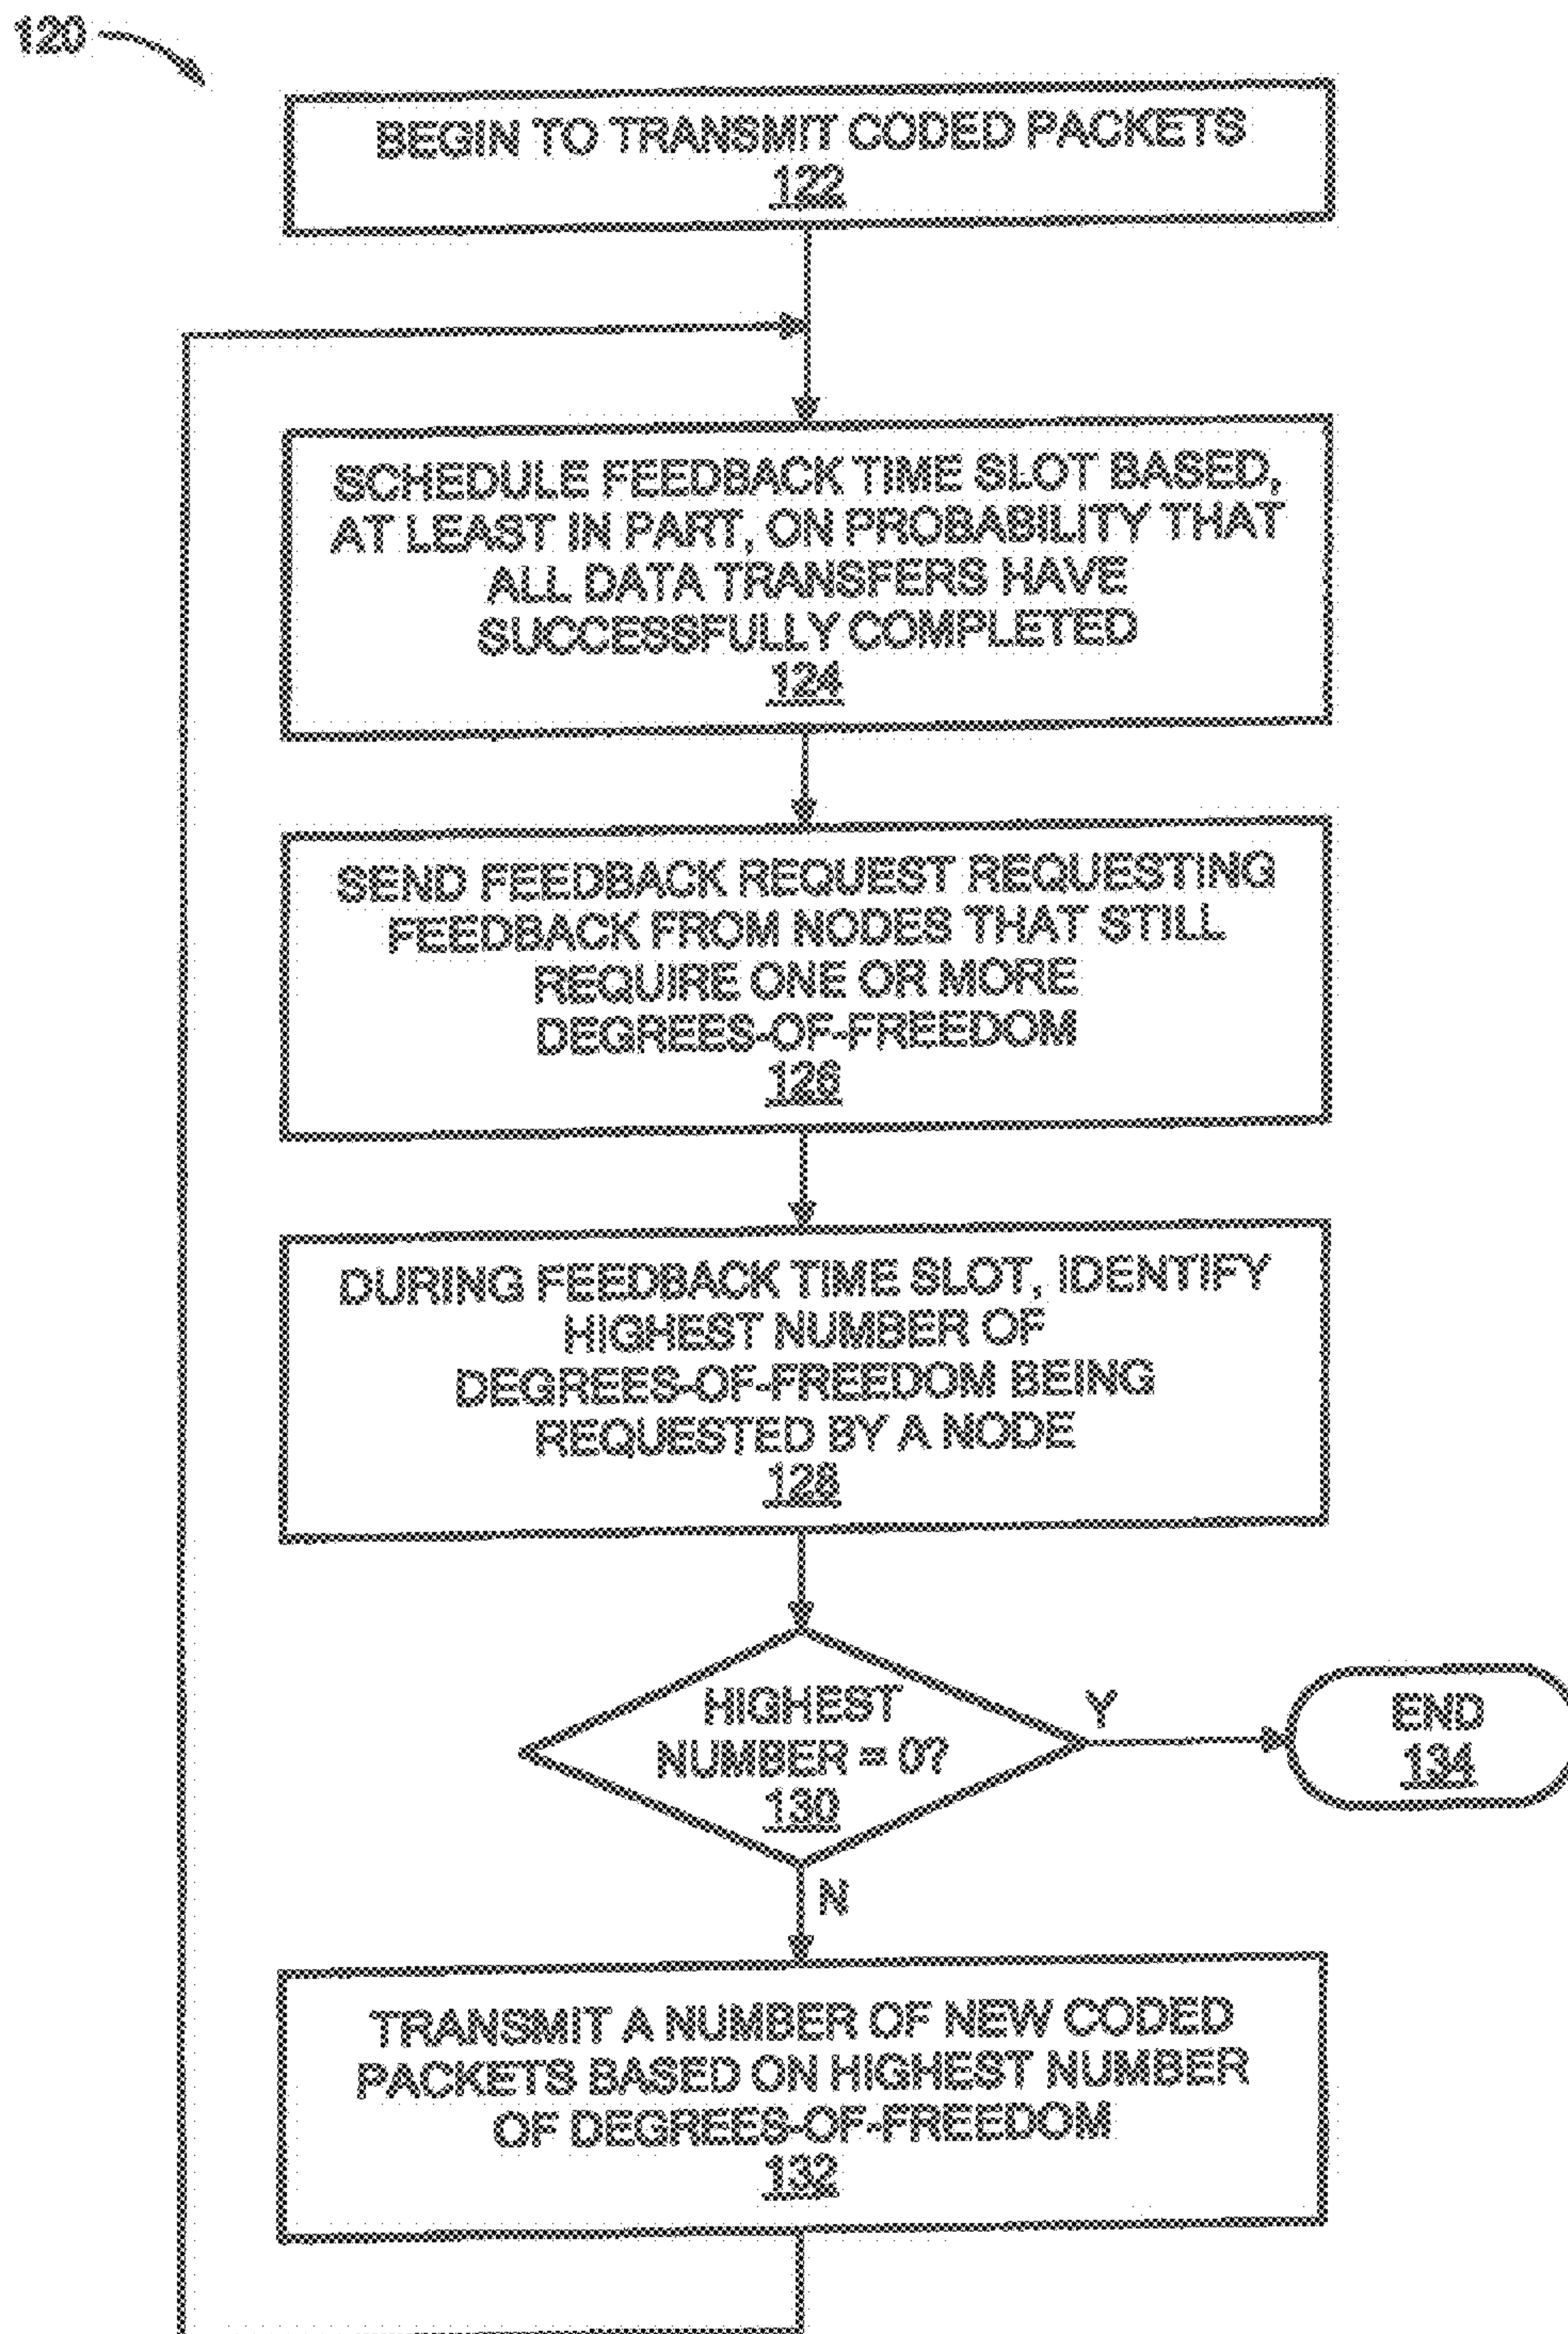 120
BEGIN TO TRANSMIT CODED PACKETS
122
SCHEDULE FEEDBACK TIME SLOT BASED,
AT LEAST IN PART, ON PROBABILITY THAT
ALL DATA TRANSFERS HAVE
SUCCESSFULLY COMPLETED
124
SEND FEEDBACK REQUEST REQUESTING
FEEDBACK FROM NODES THAT STILL
REQUIRE ONE OR MORE
DEGREES-OF-FREEDOM
126
DURING FEEDBACK TIME SLOT, IDENTIFY
HIGHEST NUMBER OF
DEGREES-OF-FREEDOM BEING
REQUESTED BY A NODE
128
HIGHEST
NUMBER = 0?
130
Y
END
134
N
TRANSMIT A NUMBER OF NEW CODED
PACKETS BASED ON HIGHEST NUMBER
OF DEGREES-OF-FREEDOM
132